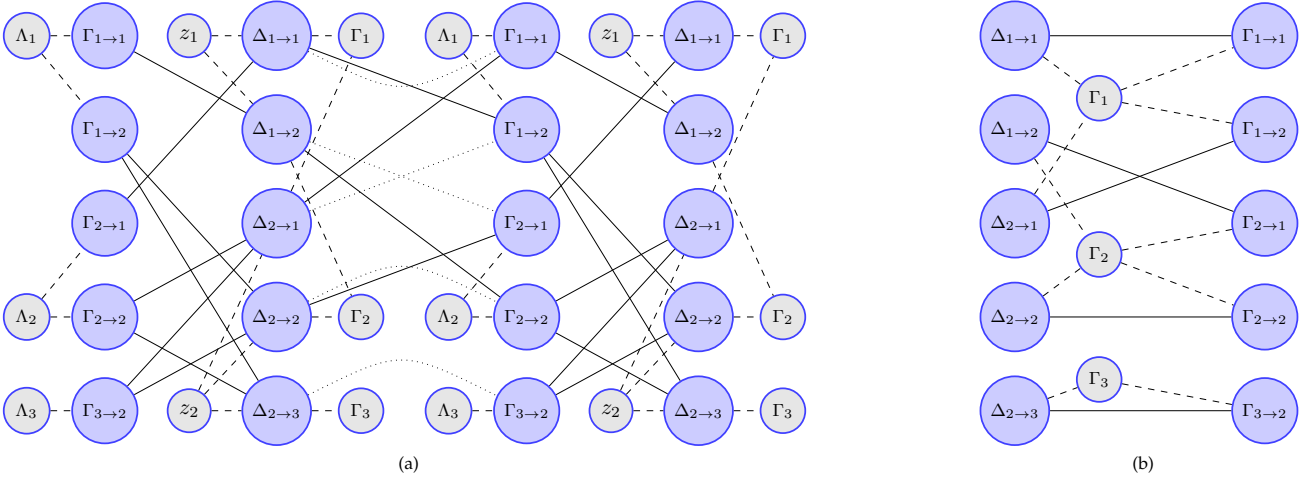 Λ1 Γ1→1 z1 Δ1→1 Γ1 Λ1 Γ1→1 z1 Δ1→1 Γ1 Δ1→1 Γ1→1
Γ1
Γ1→2 Δ1→2 Γ1→2 Δ1→2 Δ1→2 Γ1→2
Γ2→1 Δ2→1 Γ2→1 Δ2→1 Δ2→1 Γ2→1
Γ2
Λ2 Γ2→2 Δ2→2 Γ2 Λ2 Γ2→2 Δ2→2 Γ2 Δ2→2 Γ2→2
Γ3
Λ3 Γ3→2 z2 Δ2→3 Γ3 Λ3 Γ3→2 z2 Δ2→3 Γ3 Δ2→3 Γ3→2
(a) (b)